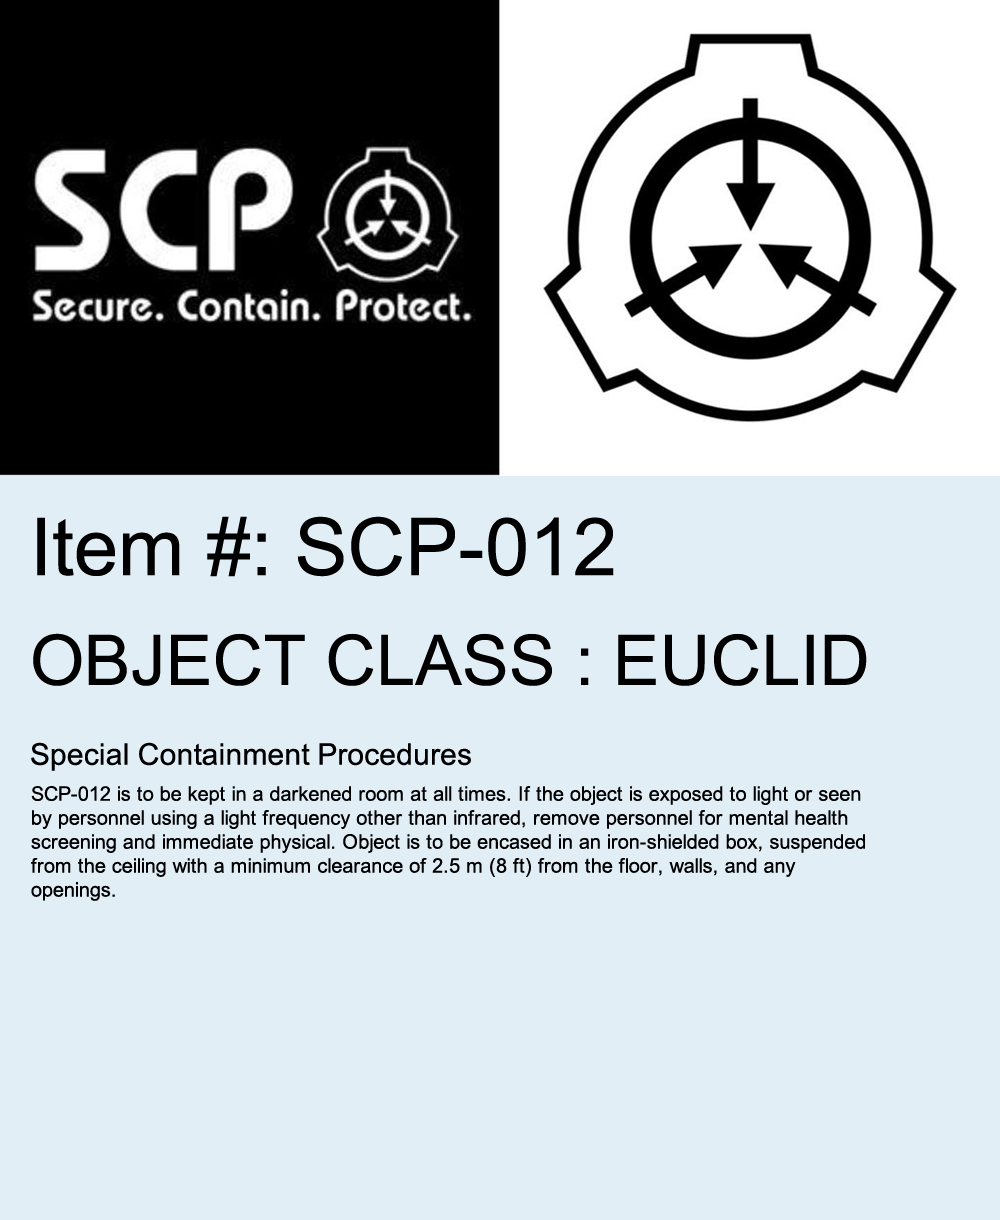 SCP
Secure. Contain. Protect.
Item #: SCP-012
OBJECT CLASS : EUCLID
Special Containment Procedures
SCP-012 is to be kept in a darkened room at all times. If the object is exposed to light or seen
by personnel using a light frequency other than infrared, remove personnel for mental health
screening and immediate physical. Object is to be encased in an iron-shielded box, suspended
from the ceiling with a minimum clearance of 2.5 m (8 ft) from the floor, walls, and any
openings.